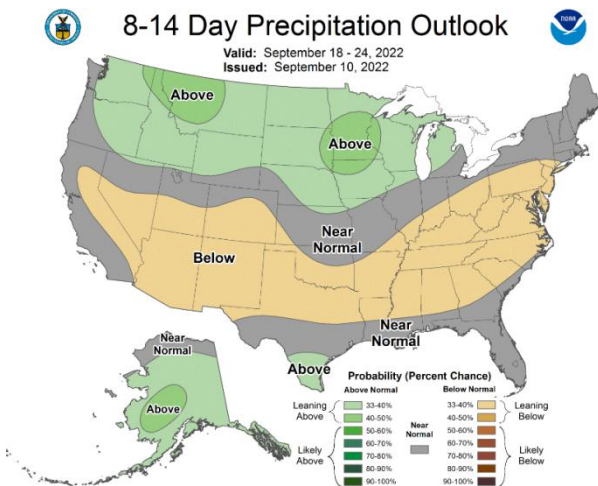 8-14 Day Precipitation Outlook
Valid: September 18 - 24, 2022
Issued: September 10, 2022
NOAA
Above
Above
Near
Normal
Below
Near
Normal
Above
Near
Normal
Above
Probability (Percent Chance)
Above Normal
Below Normal
Leaning
Above
33-40%
40-50%
Likely
Above
50-60%
60-70%
70-80%
80-90%
90-100%
Near
Normal
33-40%
40-50%
Leaning
Below
50-60%
60-70%
70-80%
80-90%
90-100%
Likely
Below